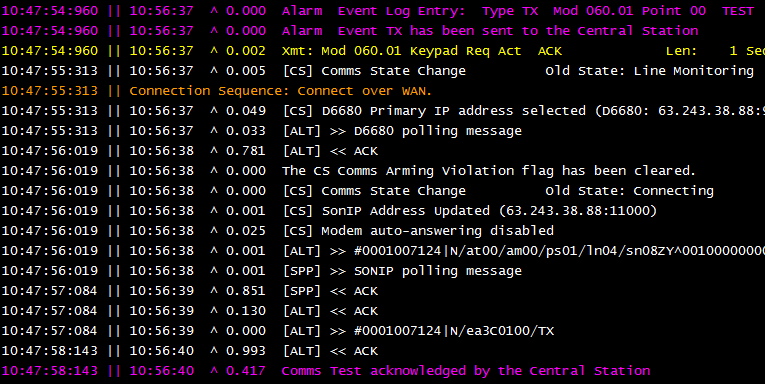 10:47:54:960 || 10:56:37 ^ 0.000 Alarm Event Log Entry: Type TX Mod 060.01 Point 00 TEST
10:47:54:960 || 10:56:37 ^ 0.000 Alarm Event TX has been sent to the Central Station
10:47:54:960 || 10:56:37 ^ 0.002 Xmt: Mod 060.01 Keypad Req Act ACK Len: 1 Seq
10:47:55:313 || 10:56:37 ^ 0.005 [CS] Comms State Change Old State: Line Monitoring
10:47:55:313 || Connection Sequence: Connect over WAN.
10:47:55:313 || 10:56:37 ^ 0.049 [CS] D6680 Primary IP address selected (D6680: 63.243.38.88:9
10:47:55:313 || 10:56:37 ^ 0.033 [ALT] >> D6680 polling message
10:47:56:019 || 10:56:38 ^ 0.781 [ALT] << ACK
10:47:56:019 || 10:56:38 ^ 0.000 The CS Comms Arming Violation flag has been cleared.
10:47:56:019 || 10:56:38 ^ 0.000 [CS] Comms State Change Old State: Connecting
10:47:56:019 || 10:56:38 ^ 0.001 [CS] SonIP Address Updated (63.243.38.88:11000)
10:47:56:019 || 10:56:38 ^ 0.025 [CS] Modem auto-answering disabled
10:47:56:019 || 10:56:38 ^ 0.001 [ALT] >> #0001007124|N/at00/am00/ps01/ln04/sn08ZY^00100000000
10:47:56:019 || 10:56:38 ^ 0.001 [SPP] >> SONIP polling message
10:47:57:084 || 10:56:39 ^ 0.851 [SPP] << ACK
10:47:57:084 || 10:56:39 ^ 0.130 [ALT] << ACK
10:47:57:084 || 10:56:39 ^ 0.000 [ALT] >> #0001007124|N/ea3C0100/TX
10:47:58:143 || 10:56:40 ^ 0.993 [ALT] << ACK
10:47:58:143 || 10:56:40 ^ 0.417 Comms Test acknowledged by the Central Station